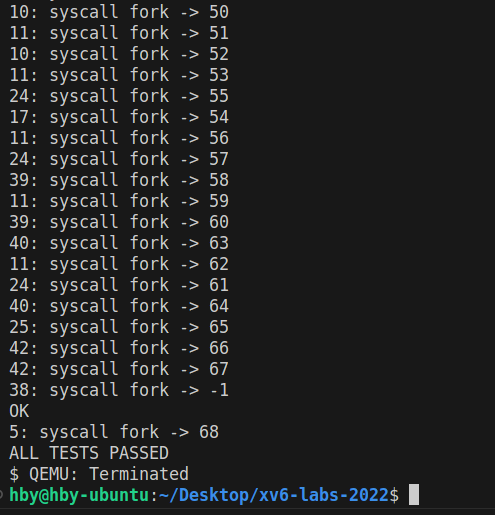 10: syscall fork -> 50
11: syscall fork -> 51
10: syscall fork -> 52
11: syscall fork -> 53
24: syscall fork -> 55
17: syscall fork -> 54
11: syscall fork -> 56
24: syscall fork -> 57
39: syscall fork -> 58
11: syscall fork -> 59
39: syscall fork -> 60
40: syscall fork -> 63
11: syscall fork -> 62
24: syscall fork -> 61
40: syscall fork -> 64
25: syscall fork -> 65
42: syscall fork -> 66
42: syscall fork -> 67
38: syscall fork -> -1
OK
5: syscall fork -> 68
ALL TESTS PASSED
$ QEMU: Terminated
hby@hby-ubuntu:~/Desktop/xv6-labs-2022$